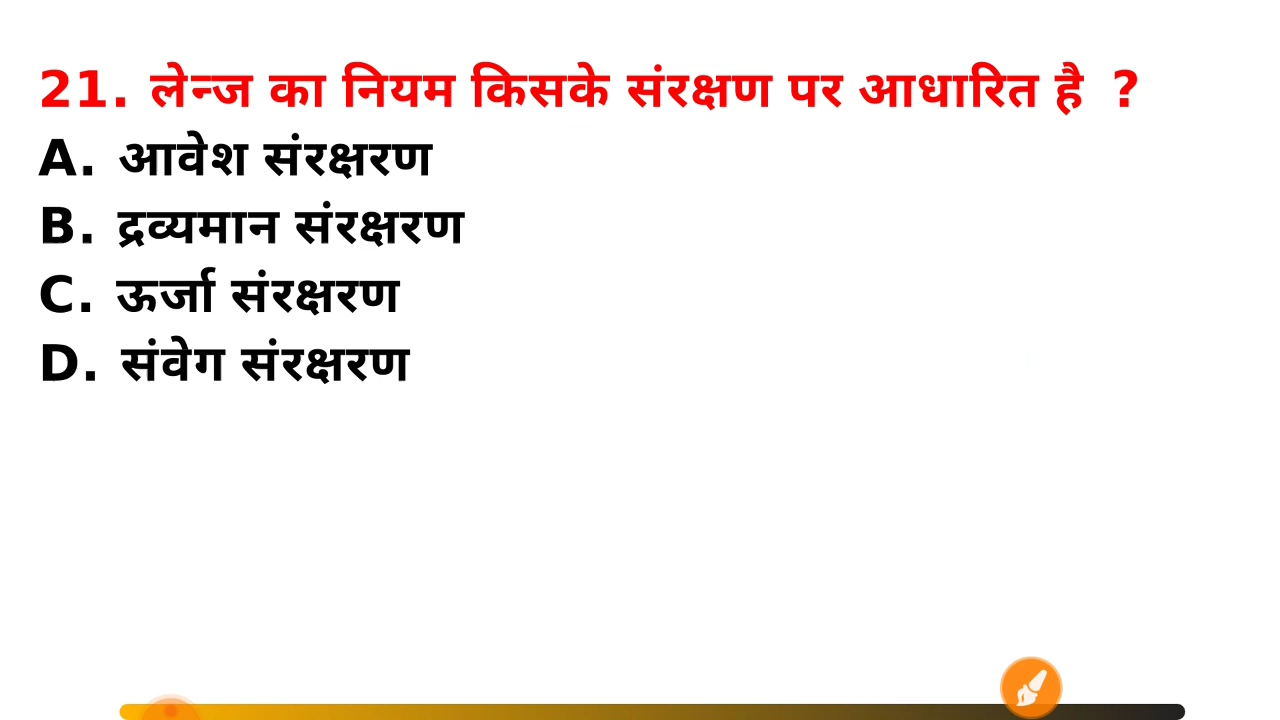 21. लेन्ज का नियम किसके संरक्षण पर आधारित है ?
A. आवेश संरक्षरण
B. द्रव्यमान संरक्षरण
C. ऊर्जा संरक्षरण
D. संवेग संरक्षरण